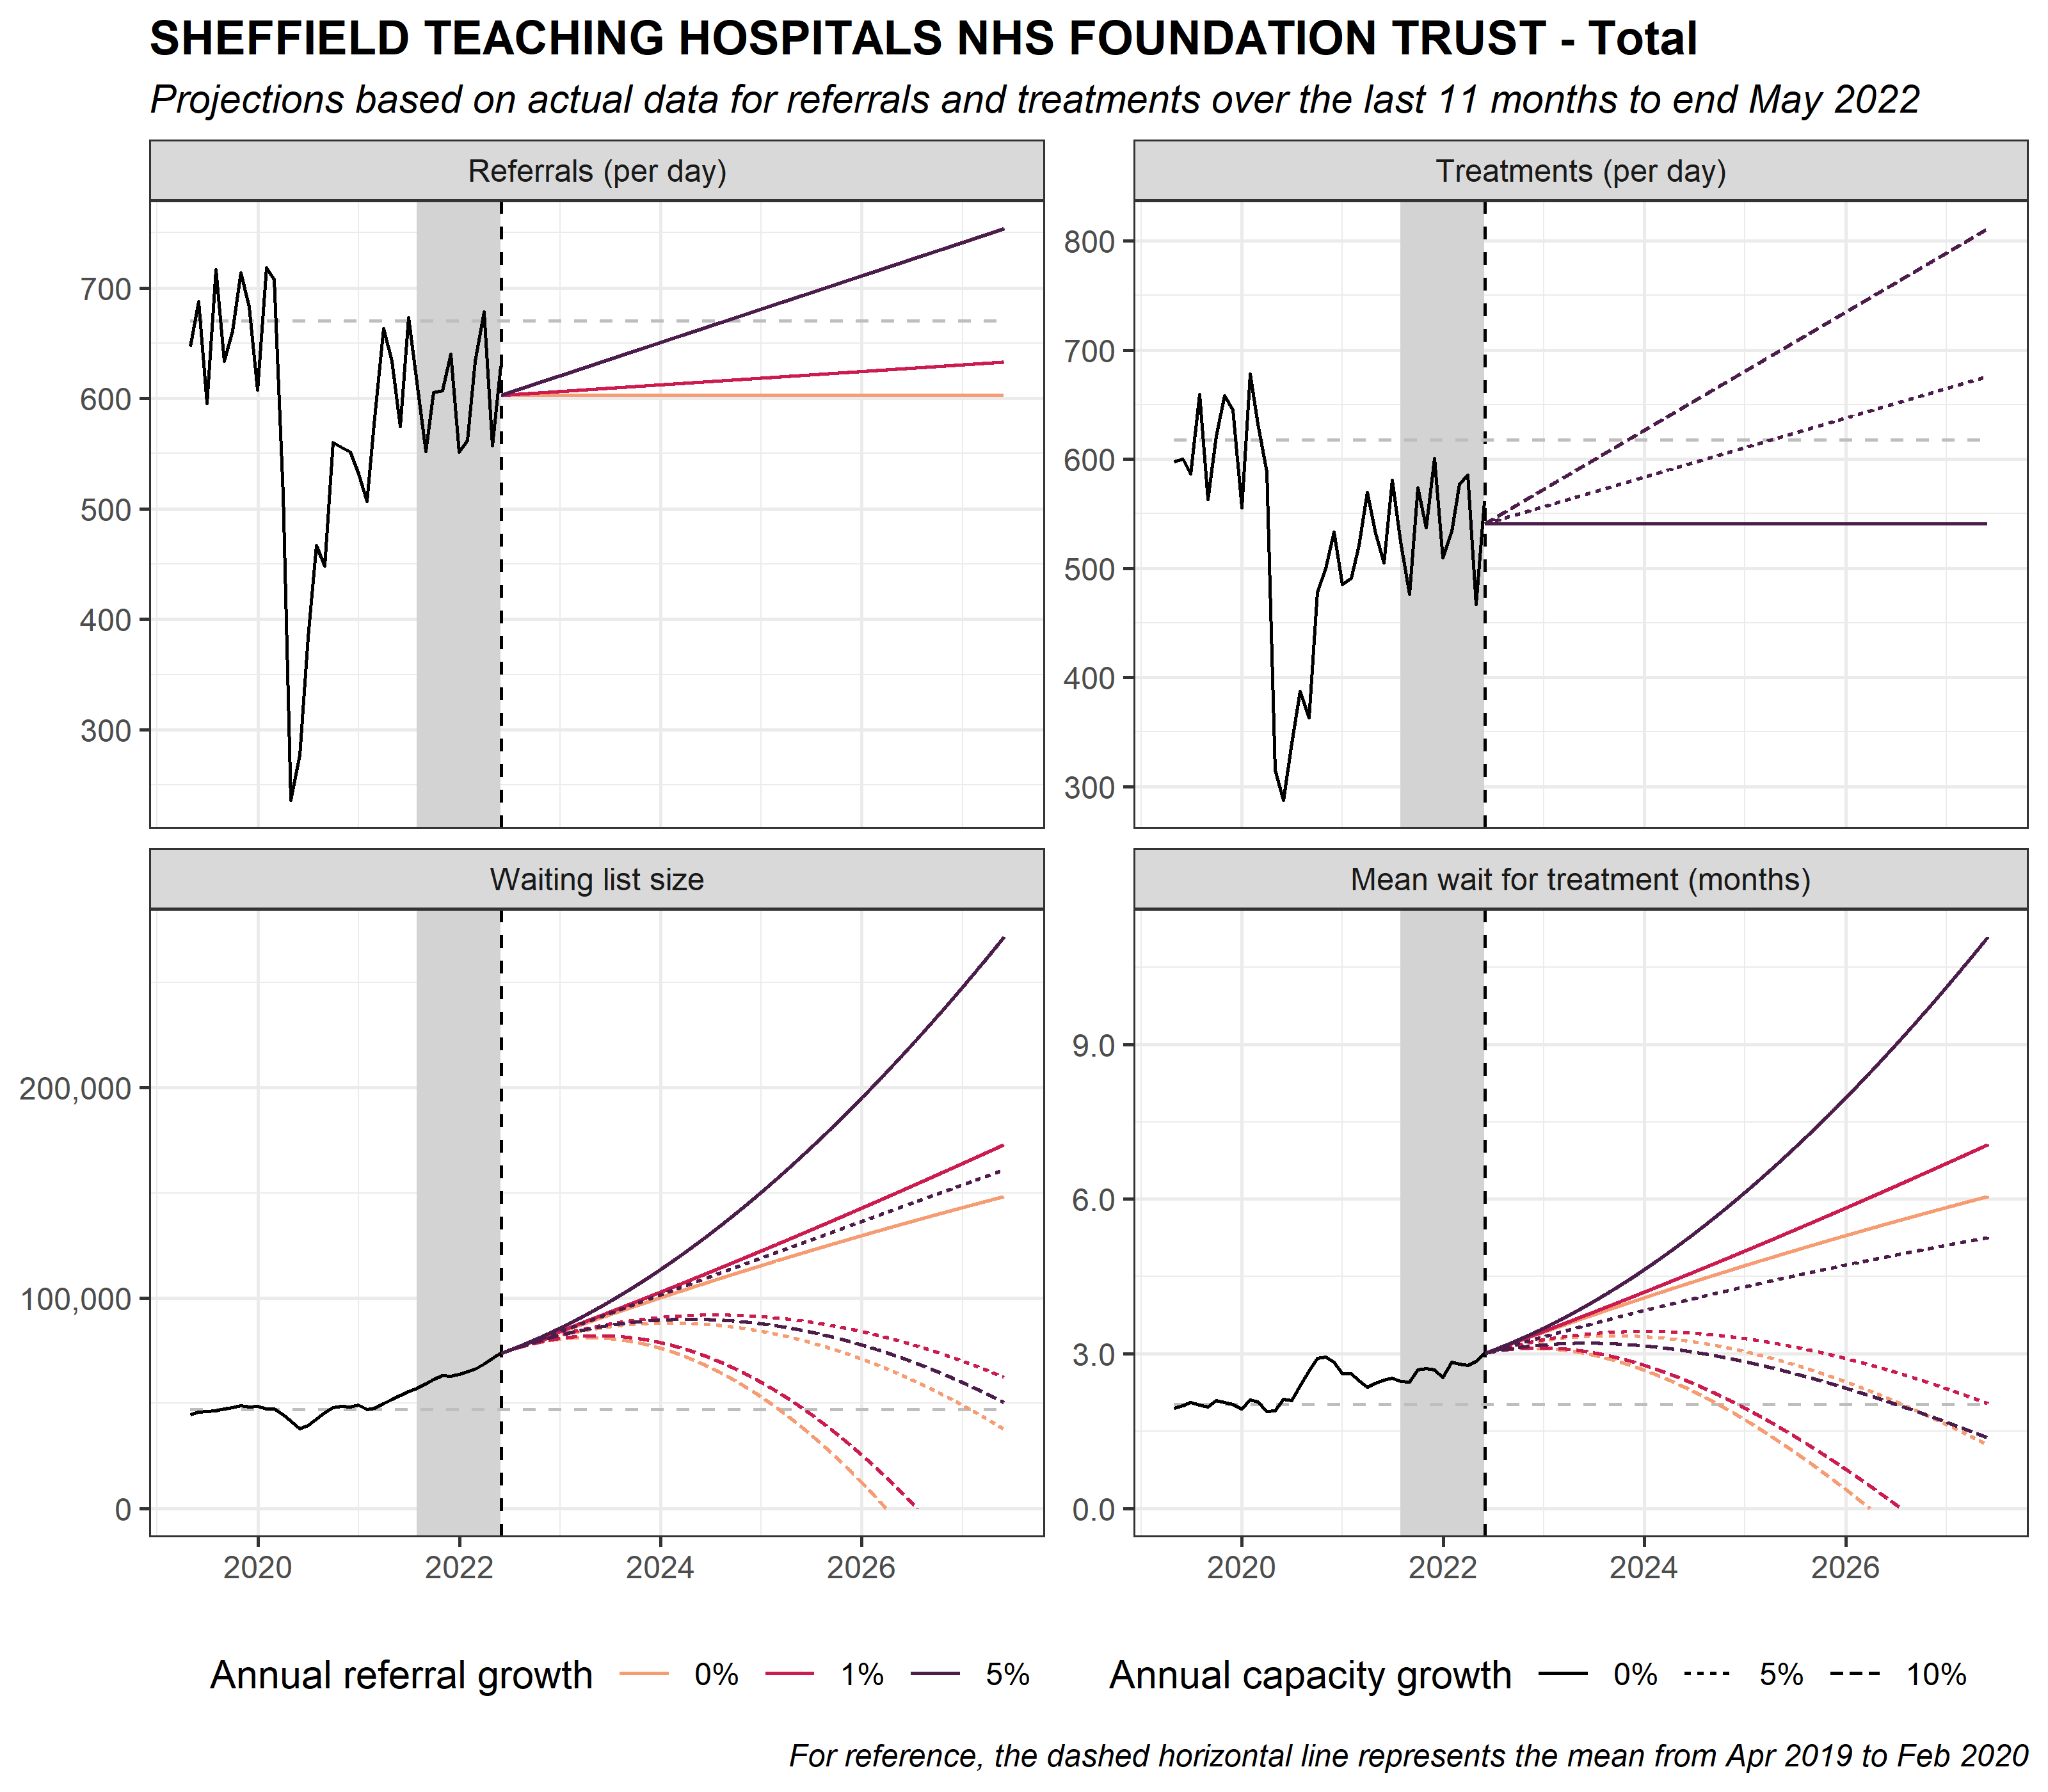 SHEFFIELD TEACHING HOSPITALS NHS FOUNDATION TRUST - Total
Projections based on actual data for referrals and treatments over the last 11 months to end May 2022
Referrals (per day)
700
600
500
400
300
Treatments (per day)
800
700
600
500
400
300
Waiting list size
200,000
100,000
0
2020 2022 2024 2026
Mean wait for treatment (months)
9.0
6.0
3.0
0.0
2020 2022 2024 2026
Annual referral growth 0% 1% 5%
Annual capacity growth 0% 5% 10%
For reference, the dashed horizontal line represents the mean from Apr 2019 to Feb 2020